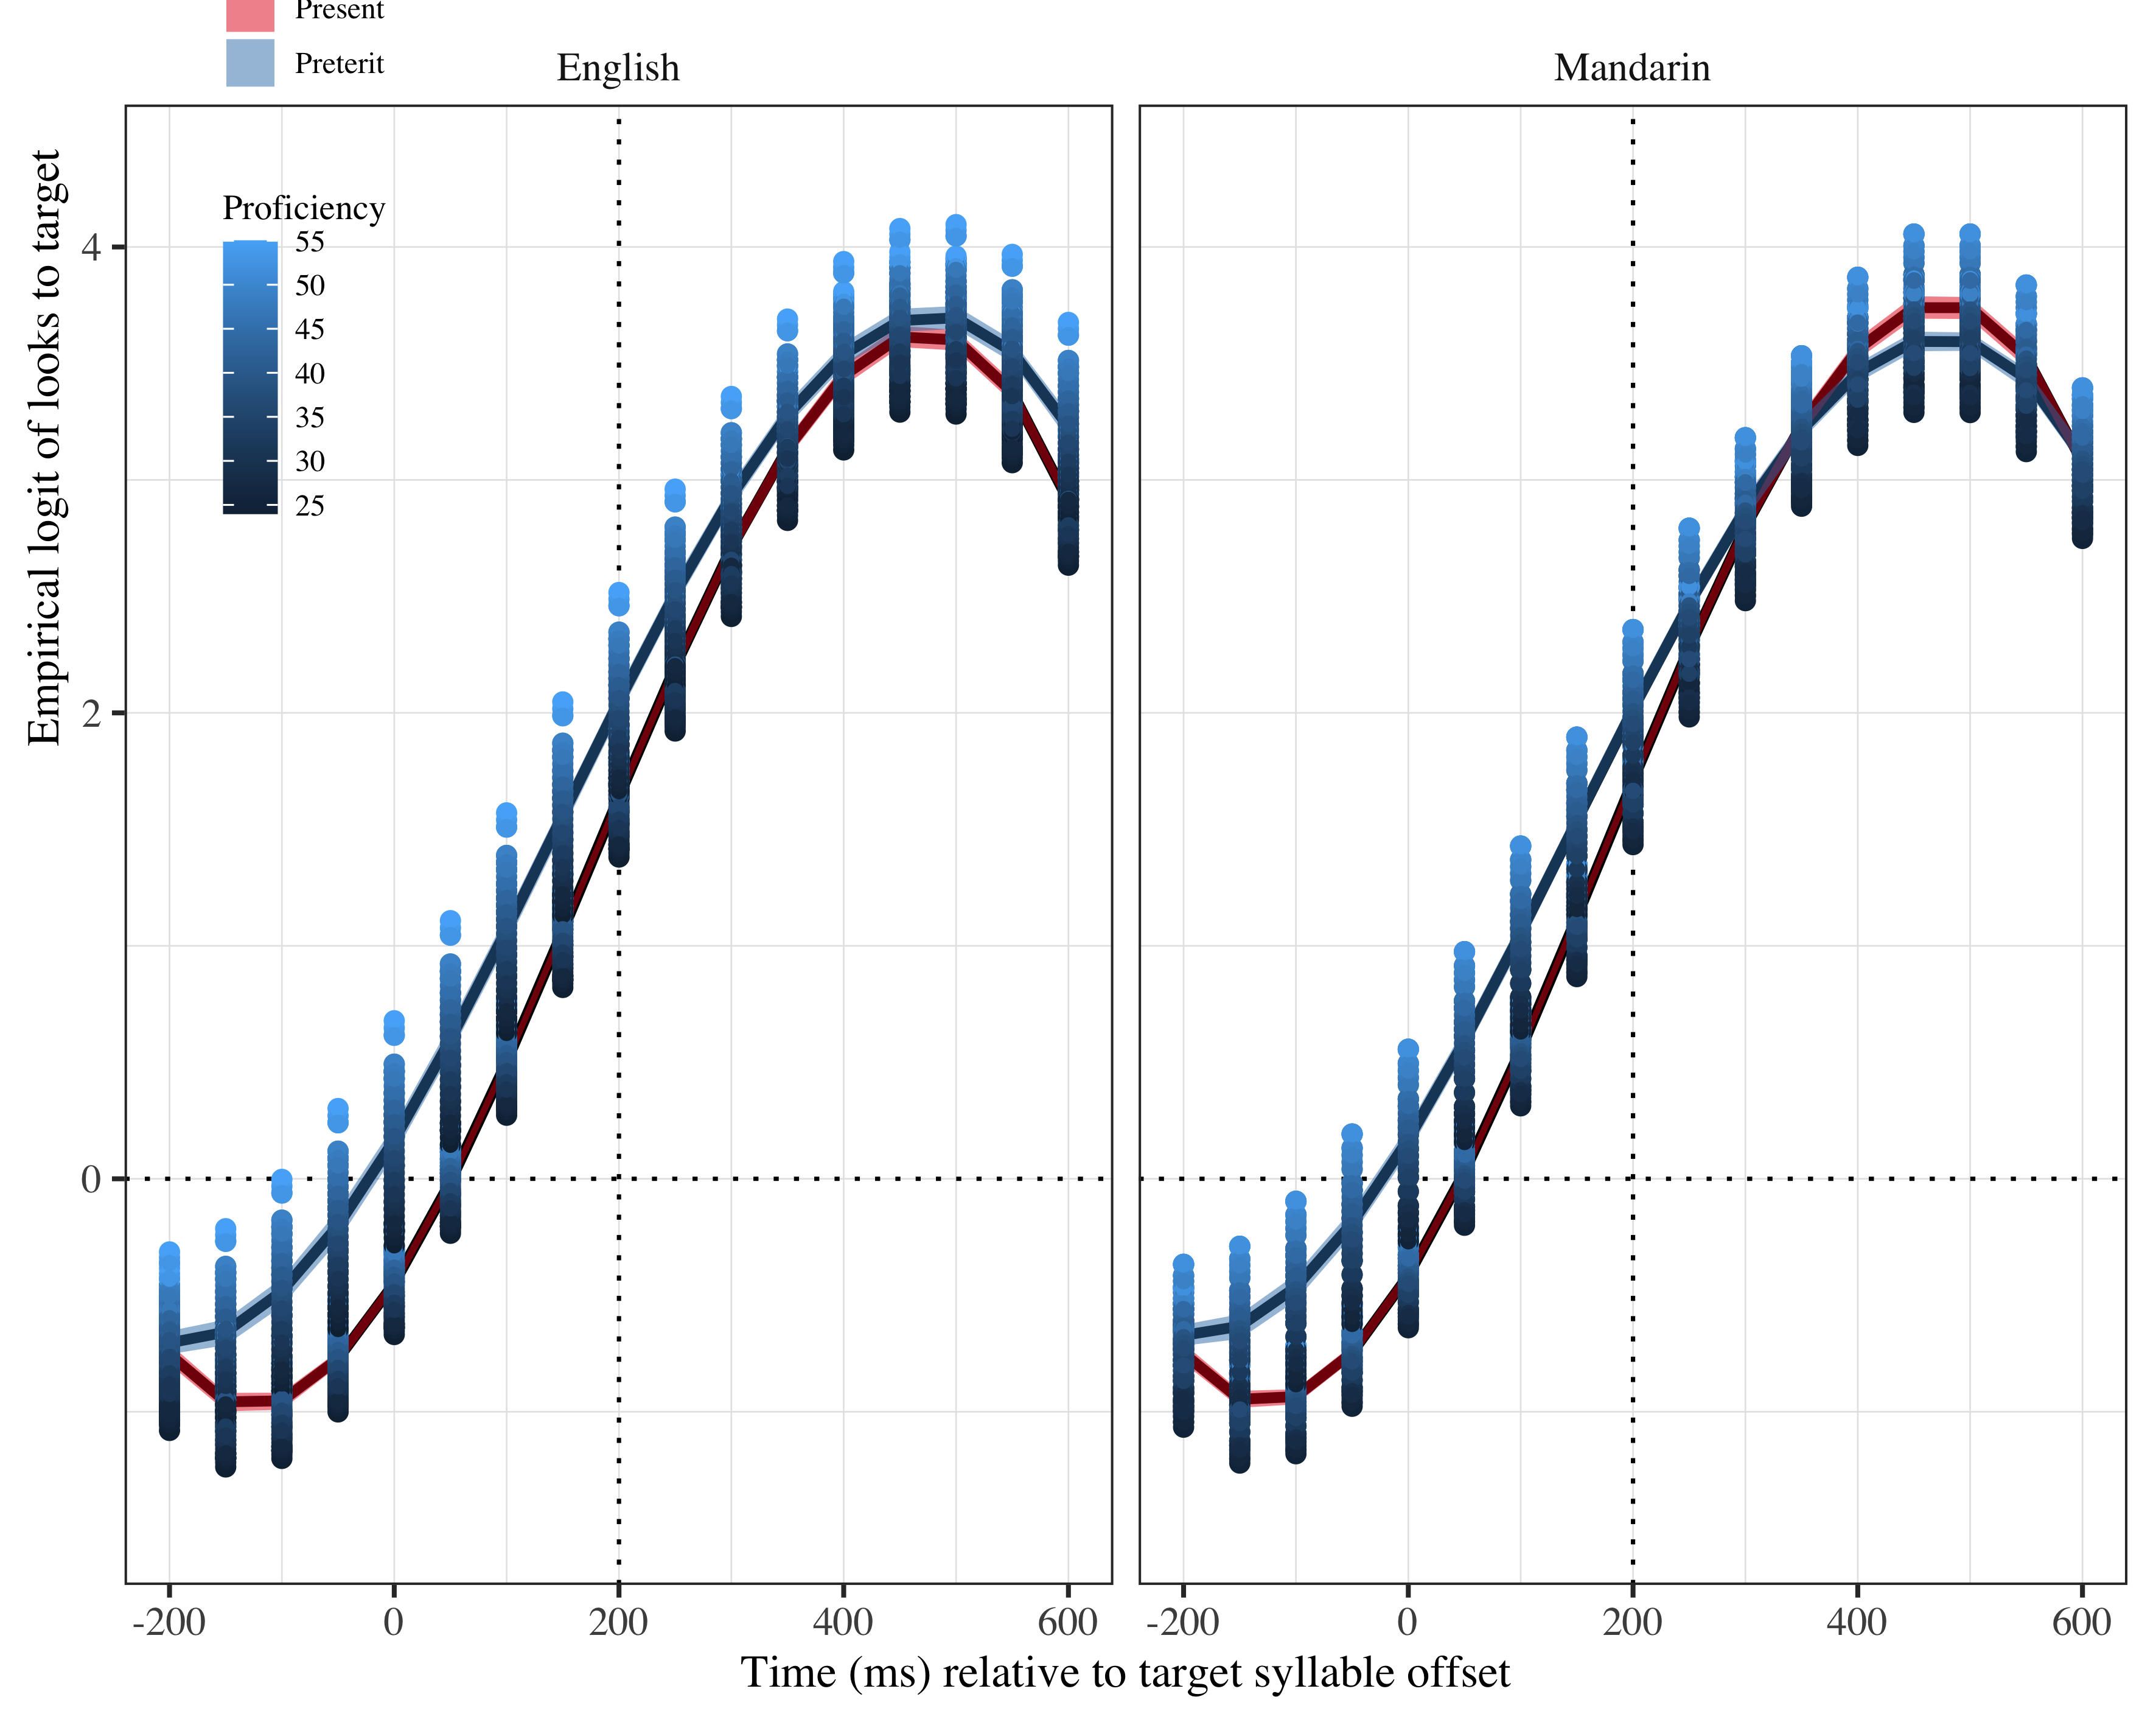 Present
Preterit
English
Mandarin
Empirical logit of looks to target
Proficiency
55
50
45
40
35
30
25
4
2
0
-200 0 200 400 600
-200 0 200 400 600
Time (ms) relative to target syllable offset